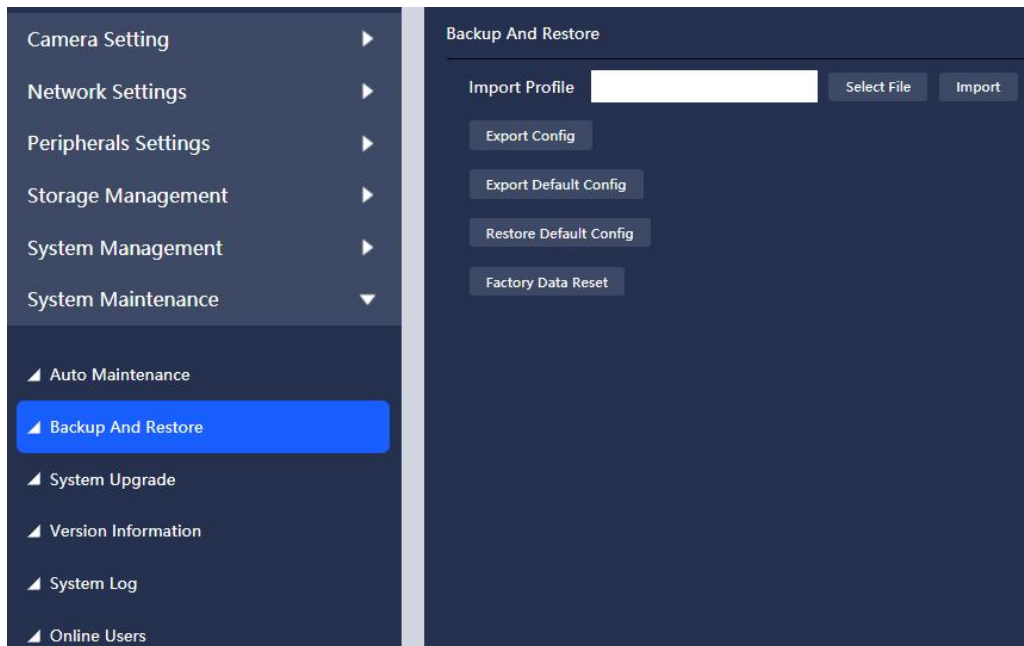 Camera Setting
Network Settings
Peripherals Settings
Storage Management
System Management
System Maintenance
Auto Maintenance
Backup And Restore
System Upgrade
Version Information
System Log
Online Users
Backup And Restore
Import Profile Select File Import
Export Config
Export Default Config
Restore Default Config
Factory Data Reset